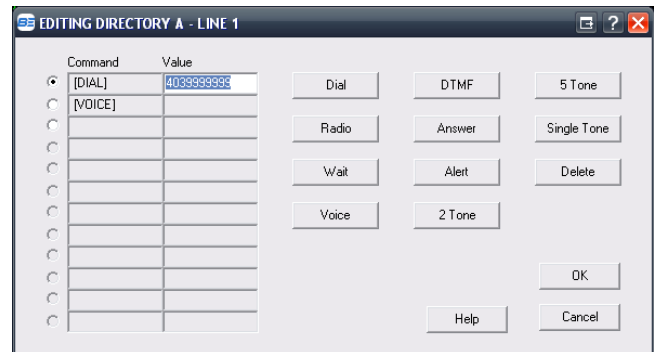 EDITING DIRECTORY A - LINE 1
Command Value
[DIAL] 4039999999
[VOICE]
Dial DTMF 5 Tone
Radio Answer Single Tone
Wait Alert Delete
Voice 2 Tone
OK
Help Cancel